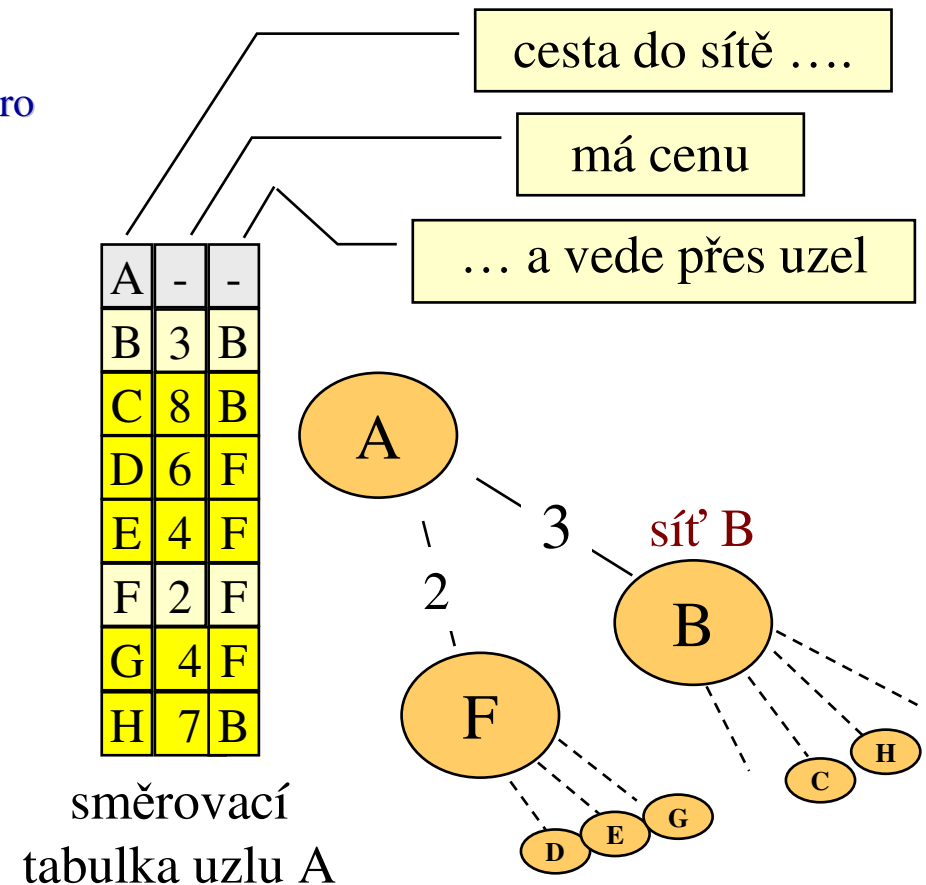 cesta do sítě ….
ro
má cenu
… a vede přes uzel
A - -
B 3 B
C 8 B
D 6 F
E 4 F
F 2 F
G 4 F
H 7 B
A
3
síť B
2
B
F
H
C
G
E
D
směrovací
tabulka uzlu A